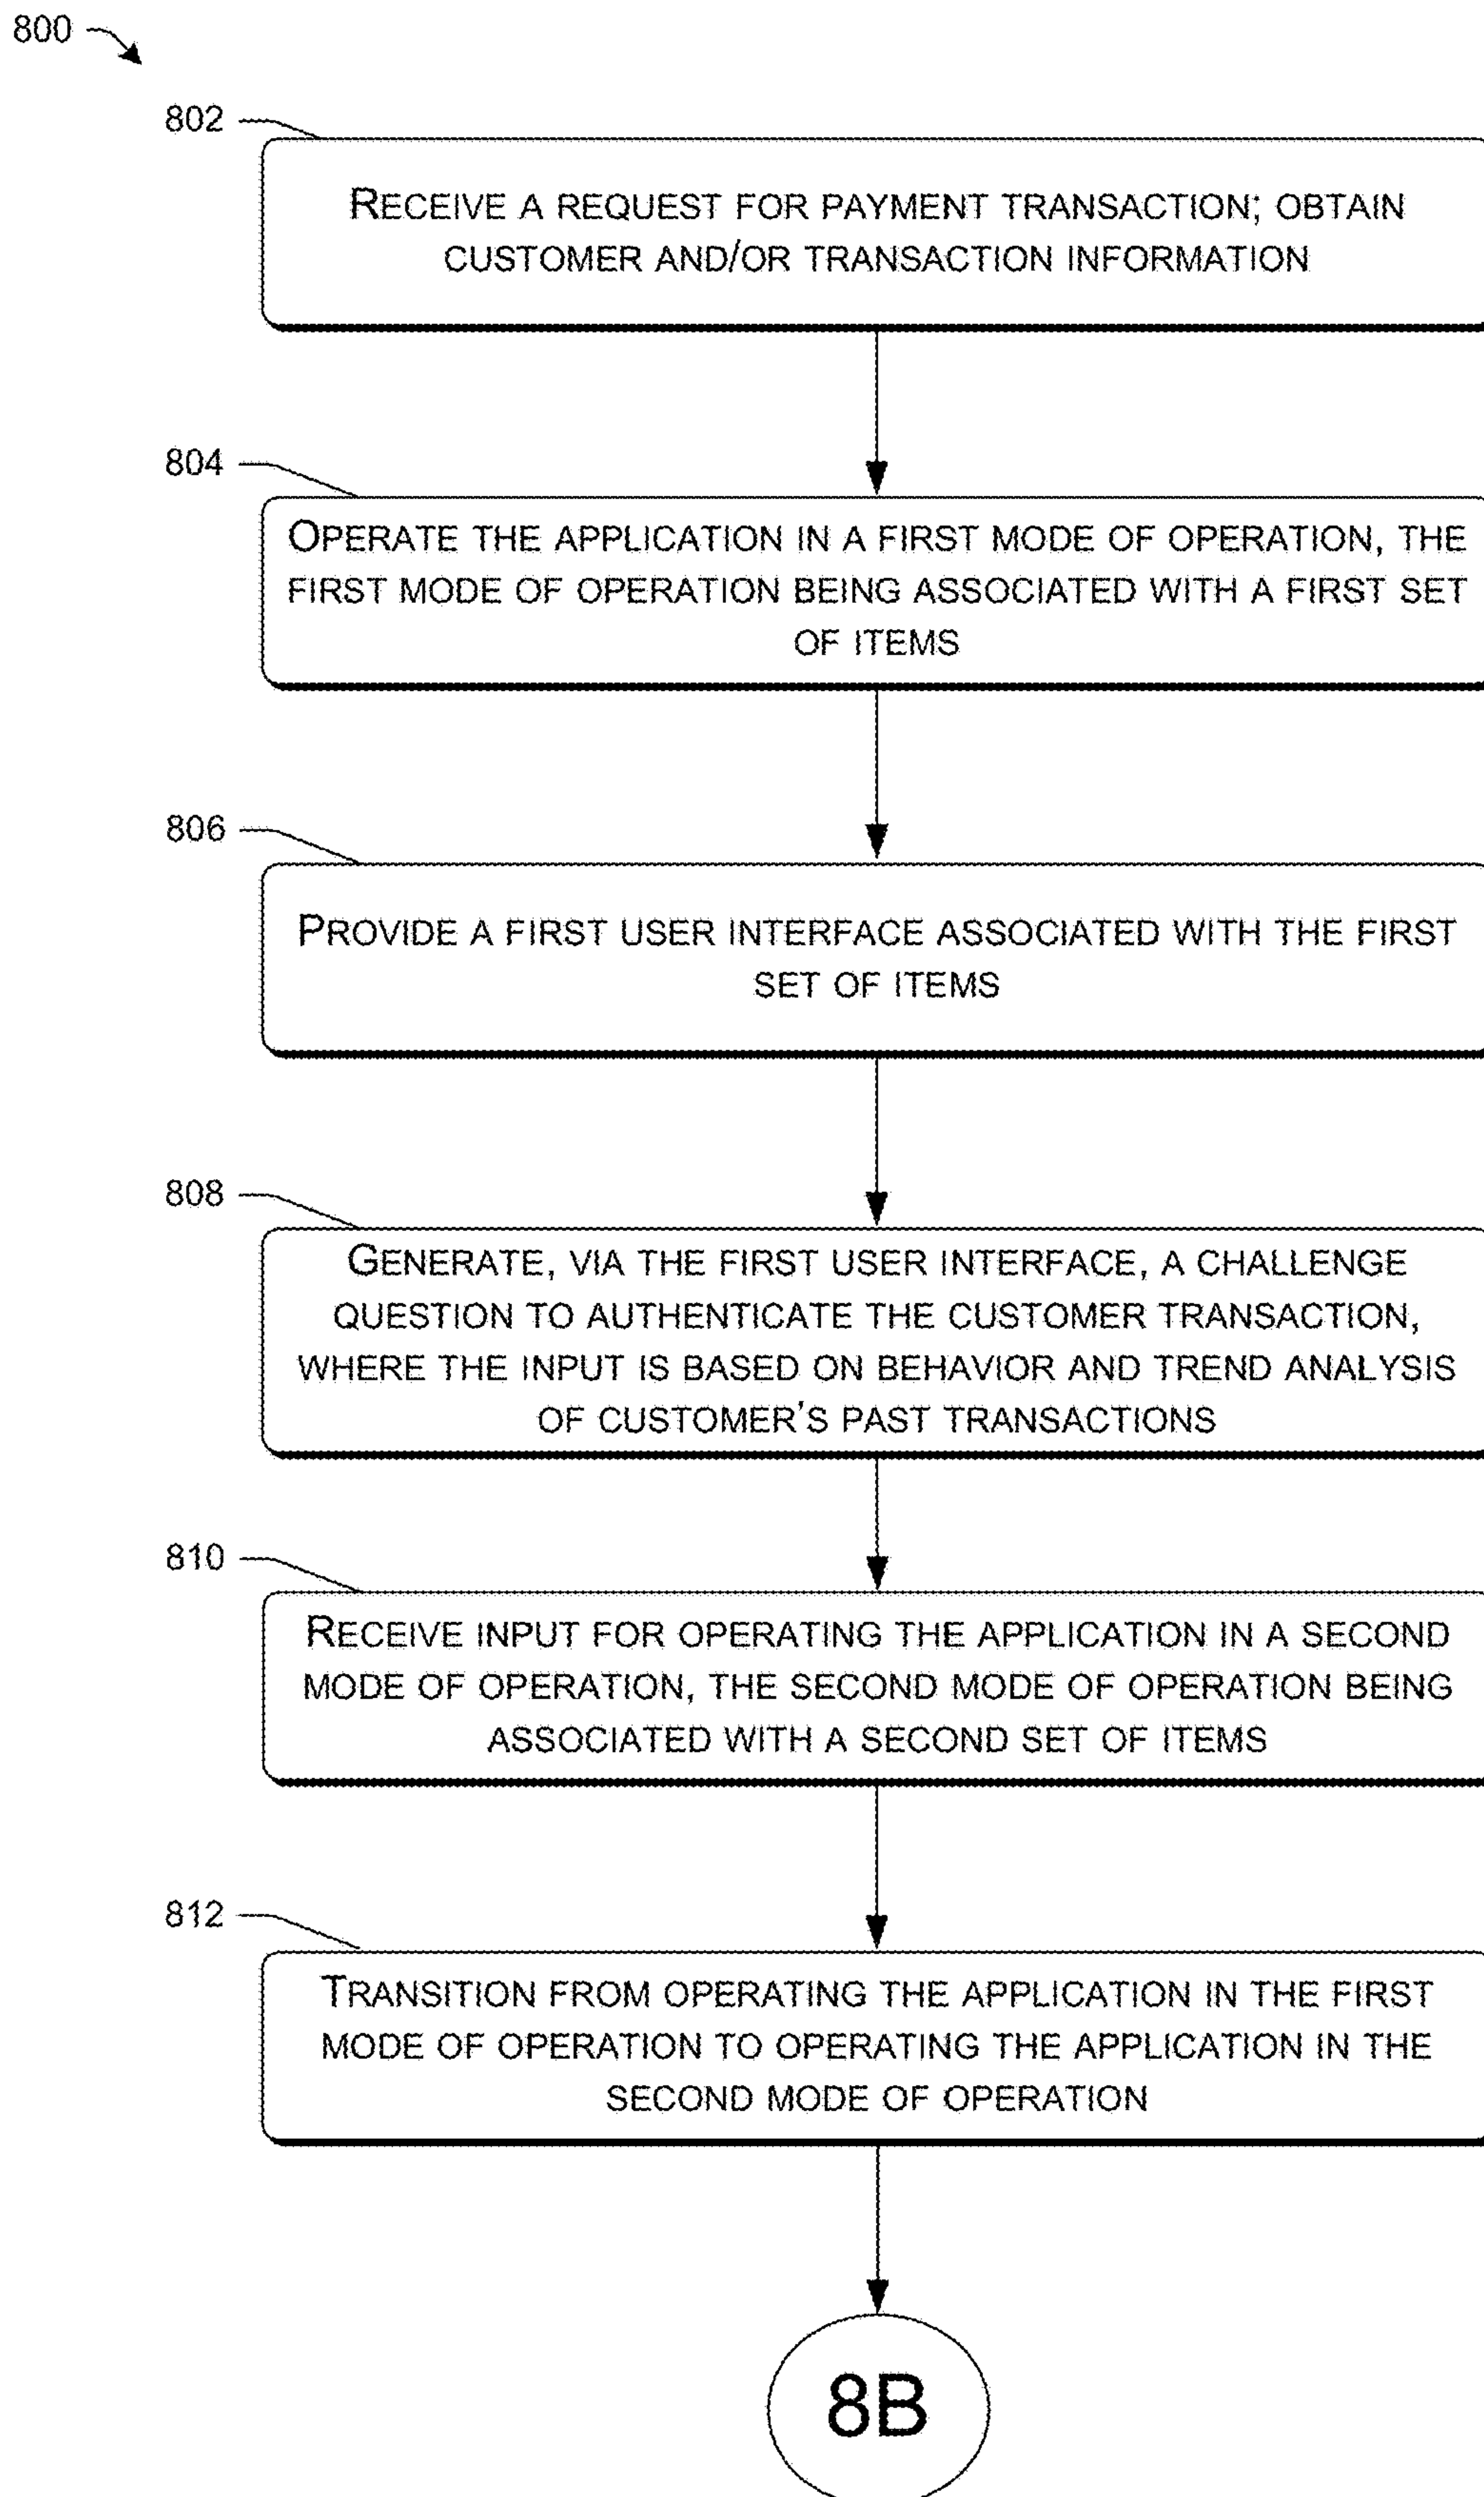 800
802
RECEIVE A REQUEST FOR PAYMENT TRANSACTION; OBTAIN
CUSTOMER AND/OR TRANSACTION INFORMATION
804
OPERATE THE APPLICATION IN A FIRST MODE OF OPERATION, THE
FIRST MODE OF OPERATION BEING ASSOCIATED WITH A FIRST SET
OF ITEMS
806
PROVIDE A FIRST USER INTERFACE ASSOCIATED WITH THE FIRST
SET OF ITEMS
808
GENERATE, VIA THE FIRST USER INTERFACE, A CHALLENGE
QUESTION TO AUTHENTICATE THE CUSTOMER TRANSACTION,
WHERE THE INPUT IS BASED ON BEHAVIOR AND TREND ANALYSIS
OF CUSTOMER'S PAST TRANSACTIONS
810
RECEIVE INPUT FOR OPERATING THE APPLICATION IN A SECOND
MODE OF OPERATION, THE SECOND MODE OF OPERATION BEING
ASSOCIATED WITH A SECOND SET OF ITEMS
812
TRANSITION FROM OPERATING THE APPLICATION IN THE FIRST
MODE OF OPERATION TO OPERATING THE APPLICATION IN THE
SECOND MODE OF OPERATION
8B